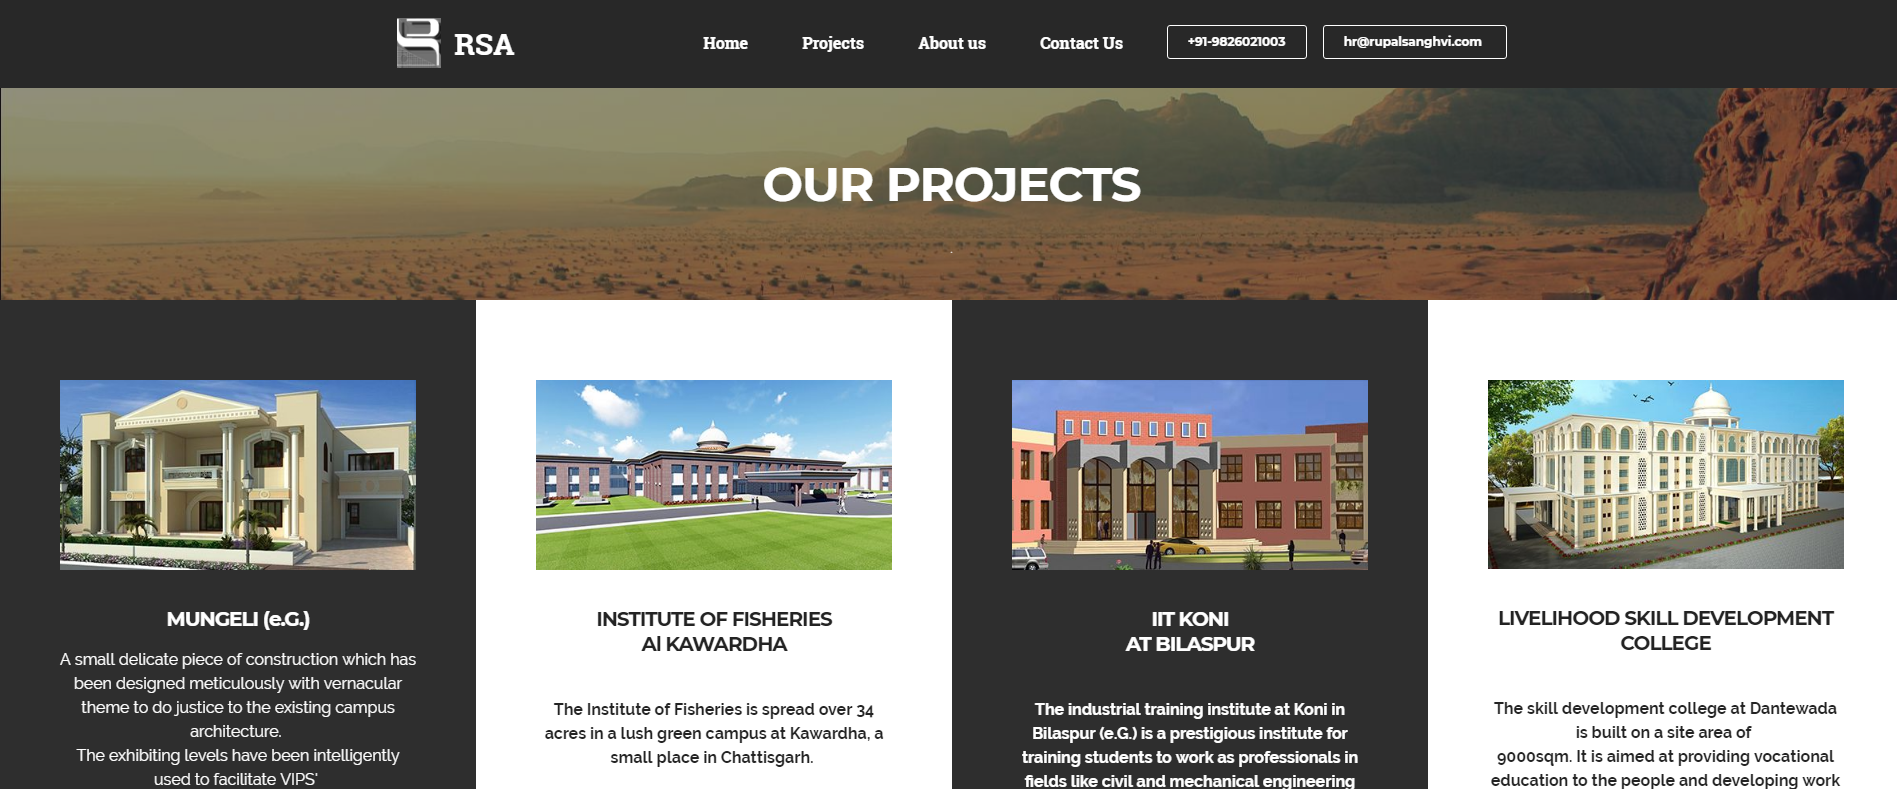 RSA
Home
Projects
About us
Contact Us
+91-9826021003
hr@rupalsanghvi.com
OUR PROJECTS
MUNGELI (e.G.)
A small delicate piece of construction which has
been designed meticulously with vernacular
theme to do justice to the existing campus
architecture.
The exhibiting levels have been intelligently
used to facilitate VIPS'
INSTITUTE OF FISHERIES
Al KAWARDHA
The Institute of Fisheries is spread over 34
acres in a lush green campus at Kawardha, a
small place in Chattisgarh.
IIT KONI
AT BILASPUR
The industrial training institute at Koni in
Bilaspur (e.G.) is a prestigious institute for
training students to work as professionals in
fields like civil and mechanical engineering
LIVELIHOOD SKILL DEVELOPMENT
COLLEGE
The skill development college at Dantewada
is built on a site area of
9000sqm. It is aimed at providing vocational
education to the people and developing work